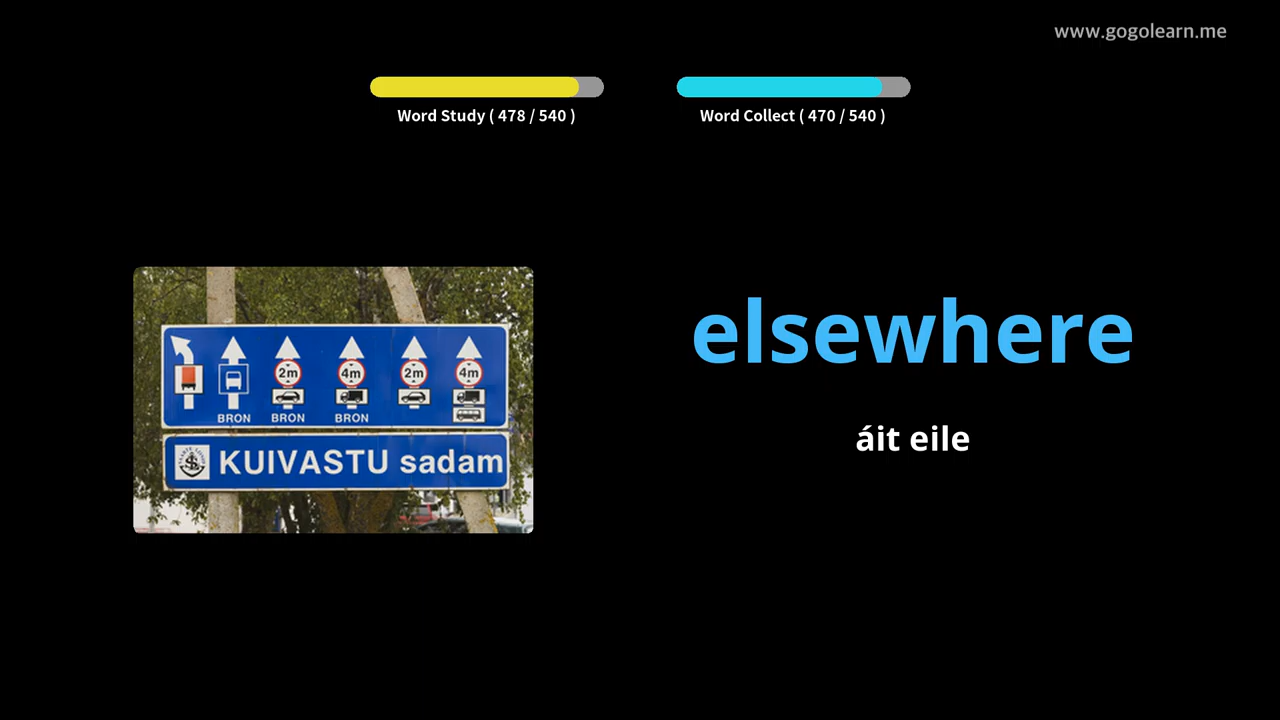 www.gogolearn.me
Word Study ( 478 / 540 )
Word Collect ( 470 / 540 )
elsewhere
áit eile
2m 4m 2m 4m
BRON BRON BRON
KUIVASTU sadam